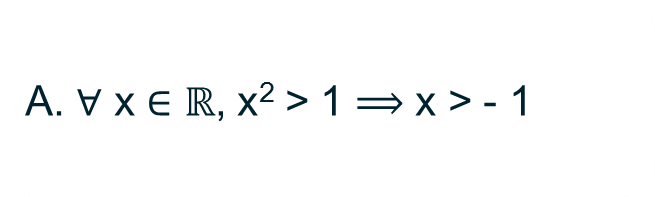 A. ∀ x ∈ ℝ, x² > 1 ⟹ x > - 1